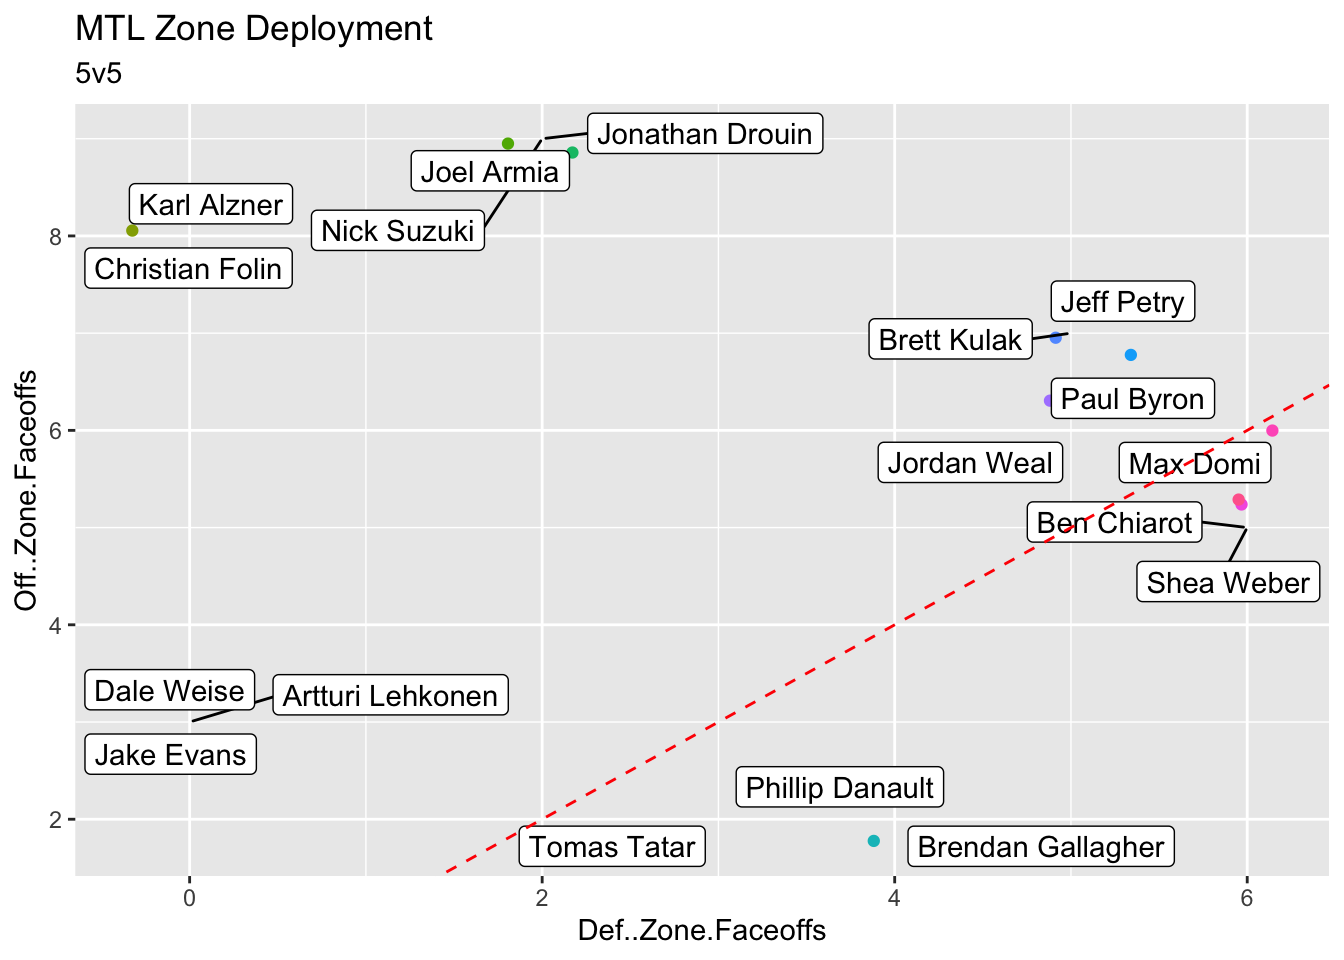 MTL Zone Deployment
5v5
Jonathan Drouin
Joel Armia
Karl Alzner
Nick Suzuki
Christian Folin
Jeff Petry
Brett Kulak
Paul Byron
Jordan Weal
Max Domi
Ben Chiarot
Shea Weber
Dale Weise
Artturi Lehkonen
Jake Evans
Phillip Danault
Tomas Tatar
Brendan Gallagher
8
6
4
2
Off..Zone.Faceoffs
0
2
4
6
Def..Zone.Faceoffs